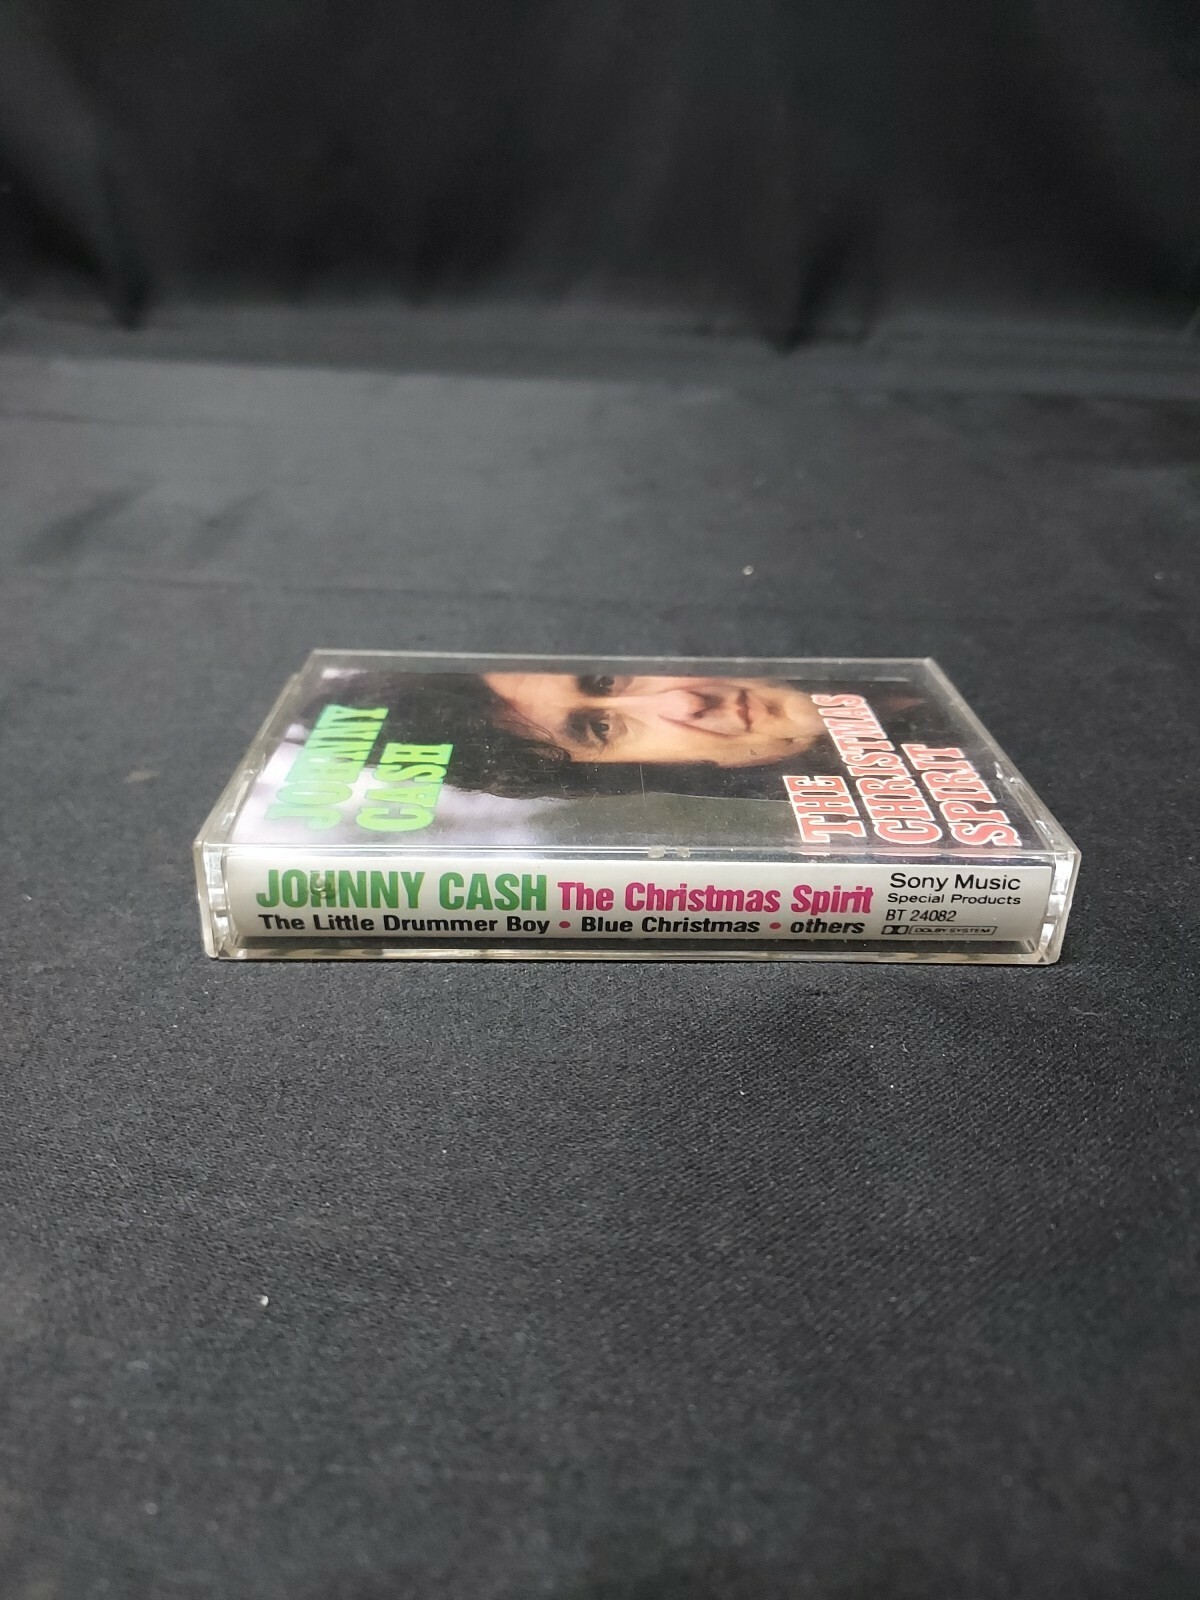 JOHNNY
CASH
THE
CHRISTMAS
SPIRIT
JOHNNY CASH The Christmas Spirit
The Little Drummer Boy • Blue Christmas • others
Sony Music
Special Products
BT 24082
DOLBY SYSTEM